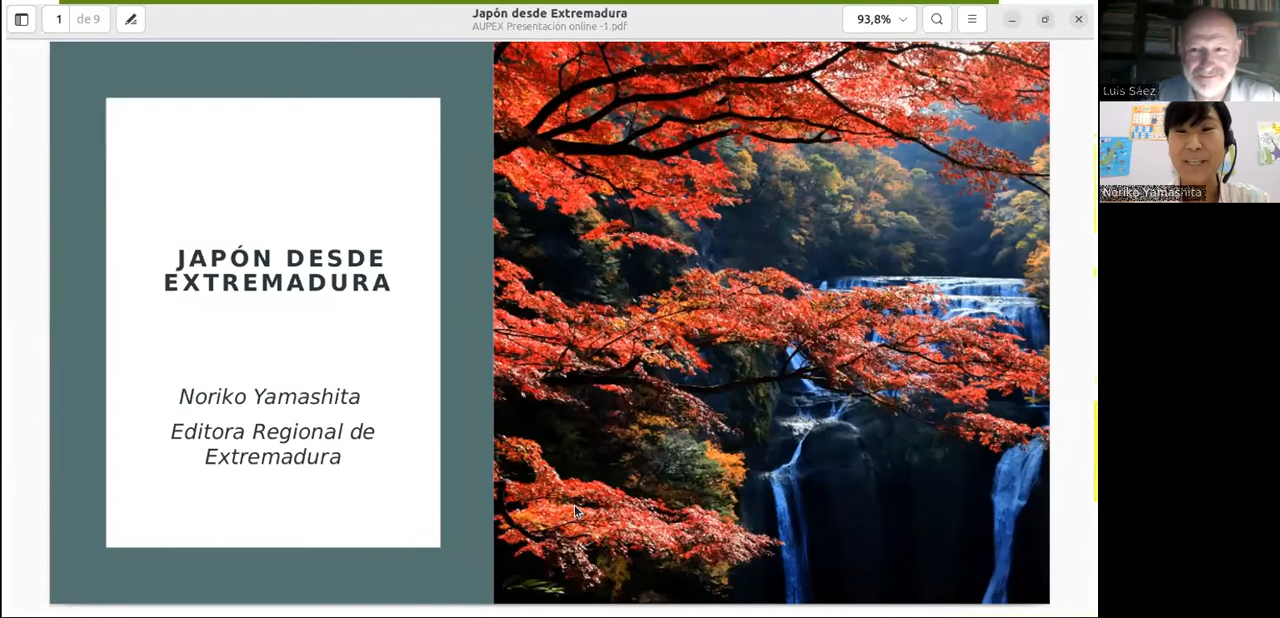 1
de 9
Japón desde Extremadura
AUPEX Presentación online -1.pdf
93,8%
JAPÓN DESDE
EXTREMADURA
Noriko Yamashita
Editora Regional de
Extremadura
Luis Sáez
Noriko Yamashita